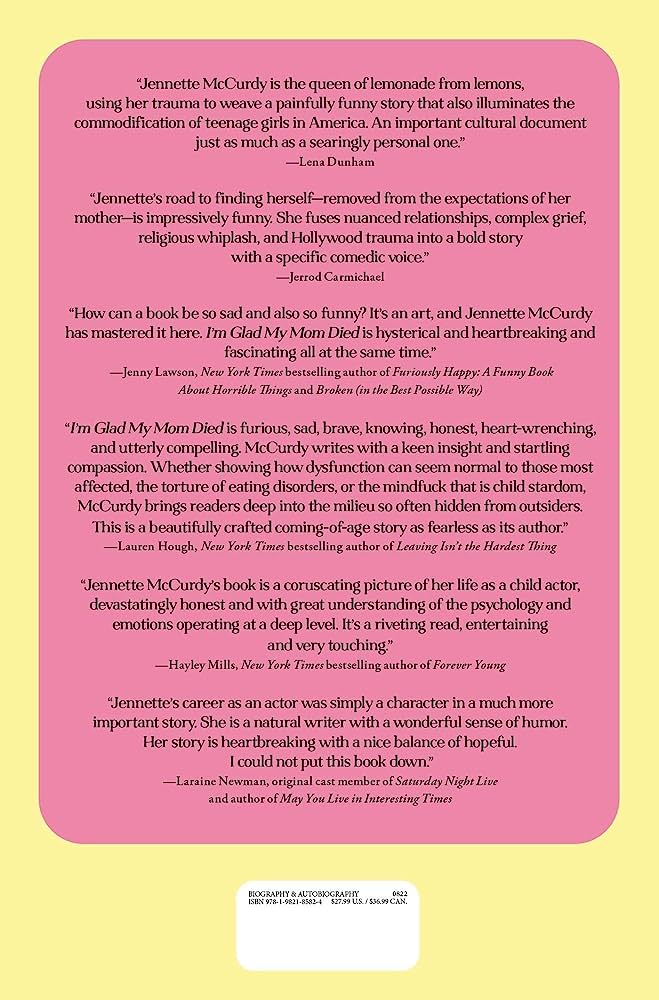 “Jennette McCurdy is the queen of lemonade from lemons,
using her trauma to weave a painfully funny story that also illuminates the
commodification of teenage girls in America. An important cultural document
just as much as a searingly personal one.”
—Lena Dunham
“Jennette’s road to finding herself—removed from the expectations of her
mother—is impressively funny. She fuses nuanced relationships, complex grief,
religious whiplash, and Hollywood trauma into a bold story
with a specific comedic voice.”
—Jerrod Carmichael
“How can a book be so sad and also so funny? It’s an art, and Jennette McCurdy
has mastered it here. I’m Glad My Mom Died is hysterical and heartbreaking and
fascinating all at the same time.”
—Jenny Lawson, New York Times bestselling author of Furiously Happy: A Funny Book
About Horrible Things and Broken (in the Best Possible Way)
“I’m Glad My Mom Died is furious, sad, brave, knowing, honest, heart-wrenching,
and utterly compelling. McCurdy writes with a keen insight and startling
compassion. Whether showing how dysfunction can seem normal to those most
affected, the torture of eating disorders, or the mindfuck that is child stardom,
McCurdy brings readers deep into the milieu so often hidden from outsiders.
This is a beautifully crafted coming-of-age story as fearless as its author.”
—Lauren Hough, New York Times bestselling author of Leaving Isn’t the Hardest Thing
“Jennette McCurdy’s book is a coruscating picture of her life as a child actor,
devastatingly honest and with great understanding of the psychology and
emotions operating at a deep level. It’s a riveting read, entertaining
and very touching.”
—Hayley Mills, New York Times bestselling author of Forever Young
“Jennette’s career as an actor was simply a character in a much more
important story. She is a natural writer with a wonderful sense of humor.
Her story is heartbreaking with a nice balance of hopeful.
I could not put this book down.”
—Laraine Newman, original cast member of Saturday Night Live
and author of May You Live in Interesting Times
BIOGRAPHY & AUTOBIOGRAPHY 0822
ISBN 978-1-9821-8582-4 $27.99 U.S. / $36.99 CAN.